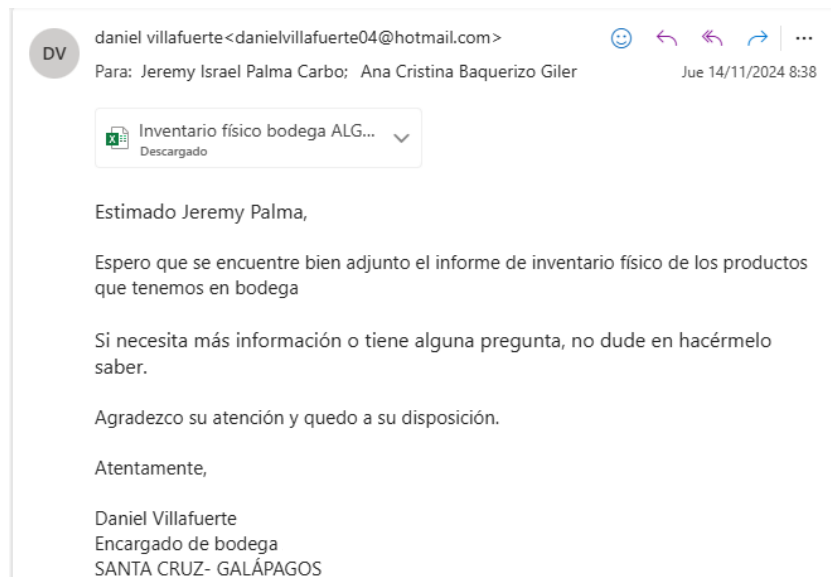 DV
daniel villafuerte<danielvillafuerte04@hotmail.com>
Para: Jeremy Israel Palma Carbo; Ana Cristina Baquerizo Giler
Jue 14/11/2024 8:38
Inventario físico bodega ALG...
Descargado
Estimado Jeremy Palma,
Espero que se encuentre bien adjunto el informe de inventario físico de los productos
que tenemos en bodega
Si necesita más información o tiene alguna pregunta, no dude en hacérmelo
saber.
Agradezco su atención y quedo a su disposición.
Atentamente,
Daniel Villafuerte
Encargado de bodega
SANTA CRUZ- GALÁPAGOS